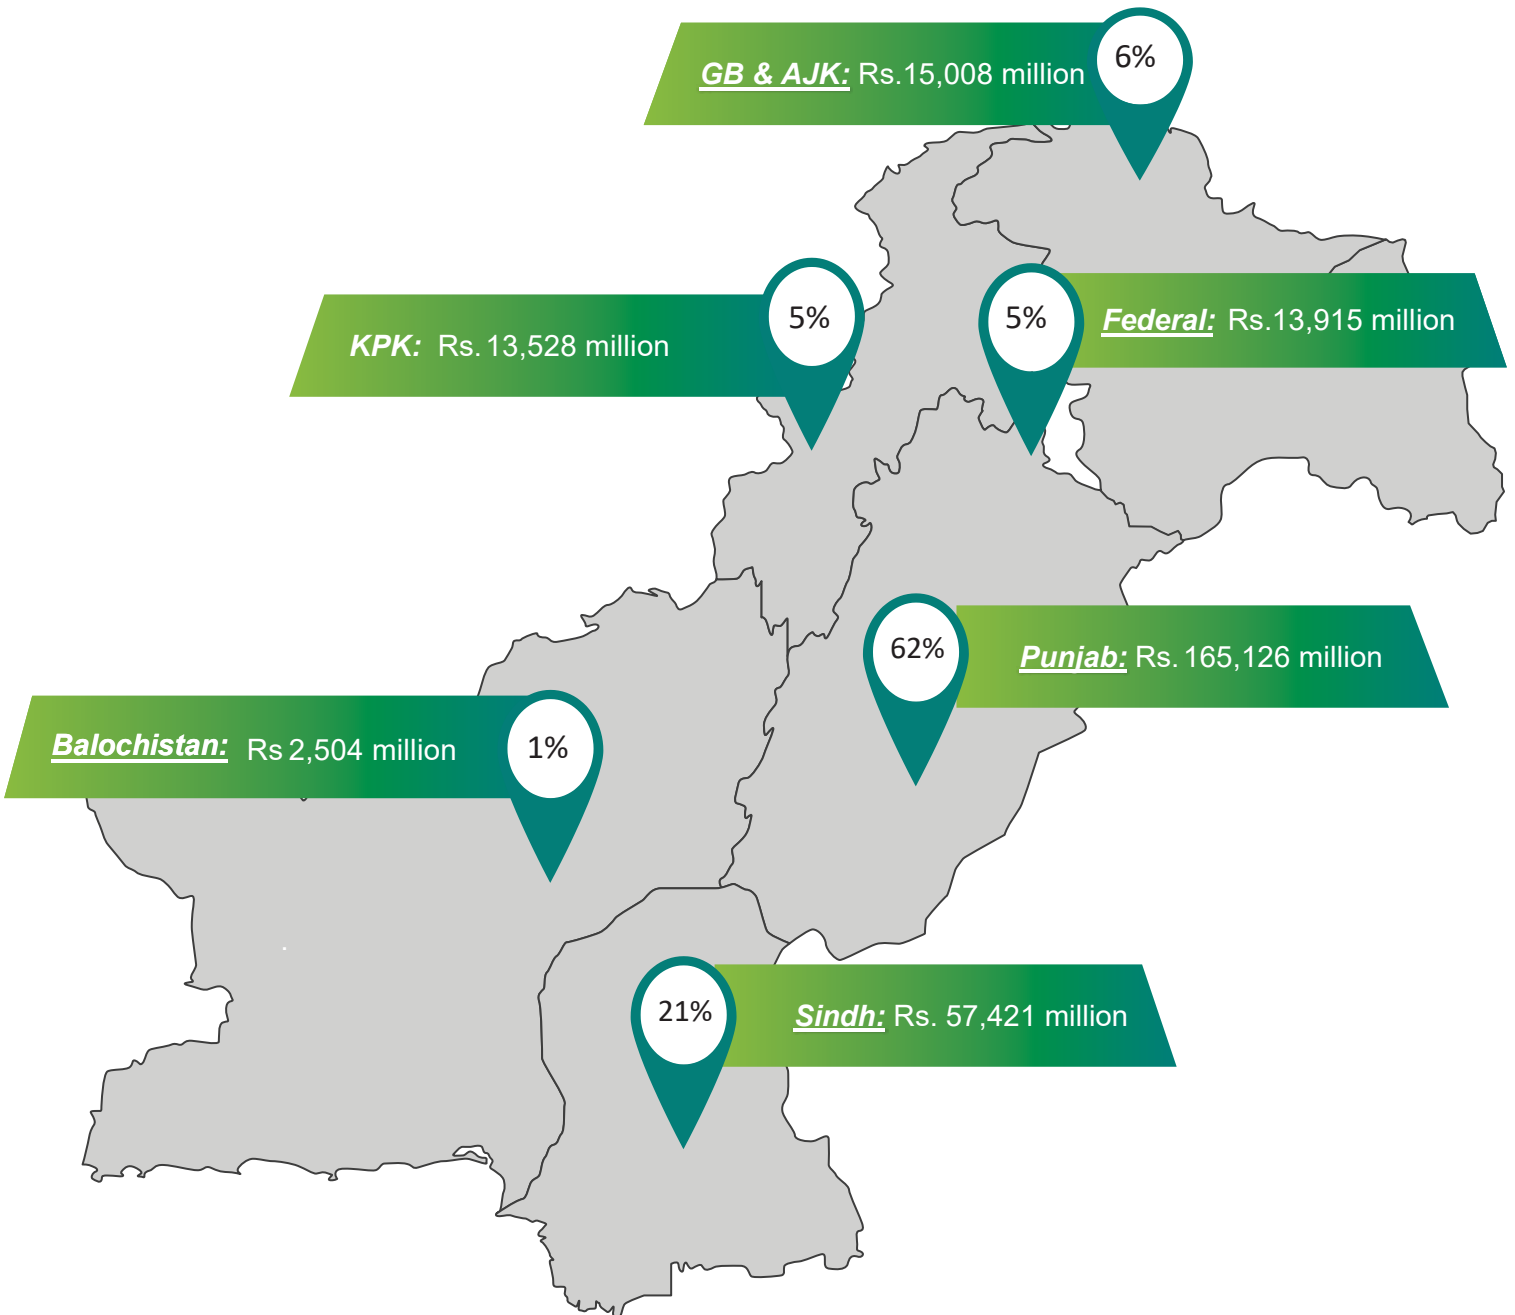 GB & AJK: Rs.15,008 million 6%
KPK: Rs. 13,528 million 5%
5% Federal: Rs.13,915 million
62% Punjab: Rs. 165,126 million
Balochistan: Rs 2,504 million 1%
21% Sindh: Rs. 57,421 million